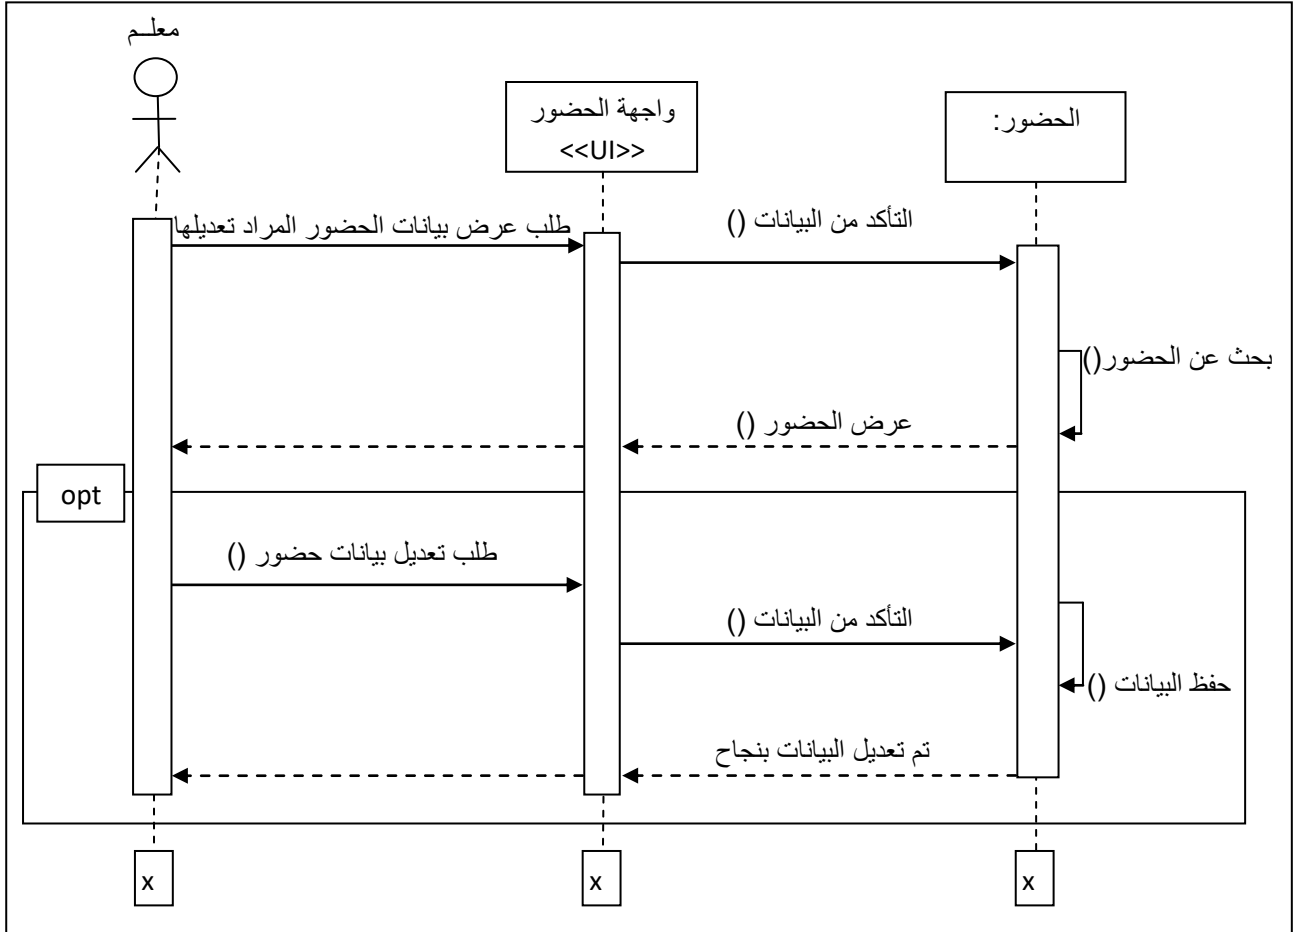 معلـم
واجهة الحضور
<<UI>>
الحضور:
طلب عرض بيانات الحضور المراد تعديلها
التأكد من البيانات ()
بحث عن الحضور()
عرض الحضور ()
opt
طلب تعديل بيانات حضور ()
التأكد من البيانات ()
حفظ البيانات ()
تم تعديل البيانات بنجاح
x
x
x